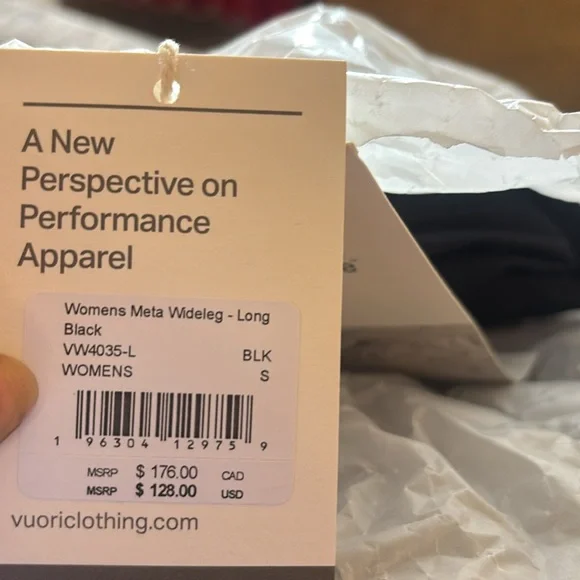 A New
Perspective on
Performance
Apparel
Womens Meta Wideleg - Long
Black
VW4035-L BLK
WOMENS S
1 96304 12975 9
MSRP $ 176.00 CAD
MSRP $ 128.00 USD
vuoriclothing.com